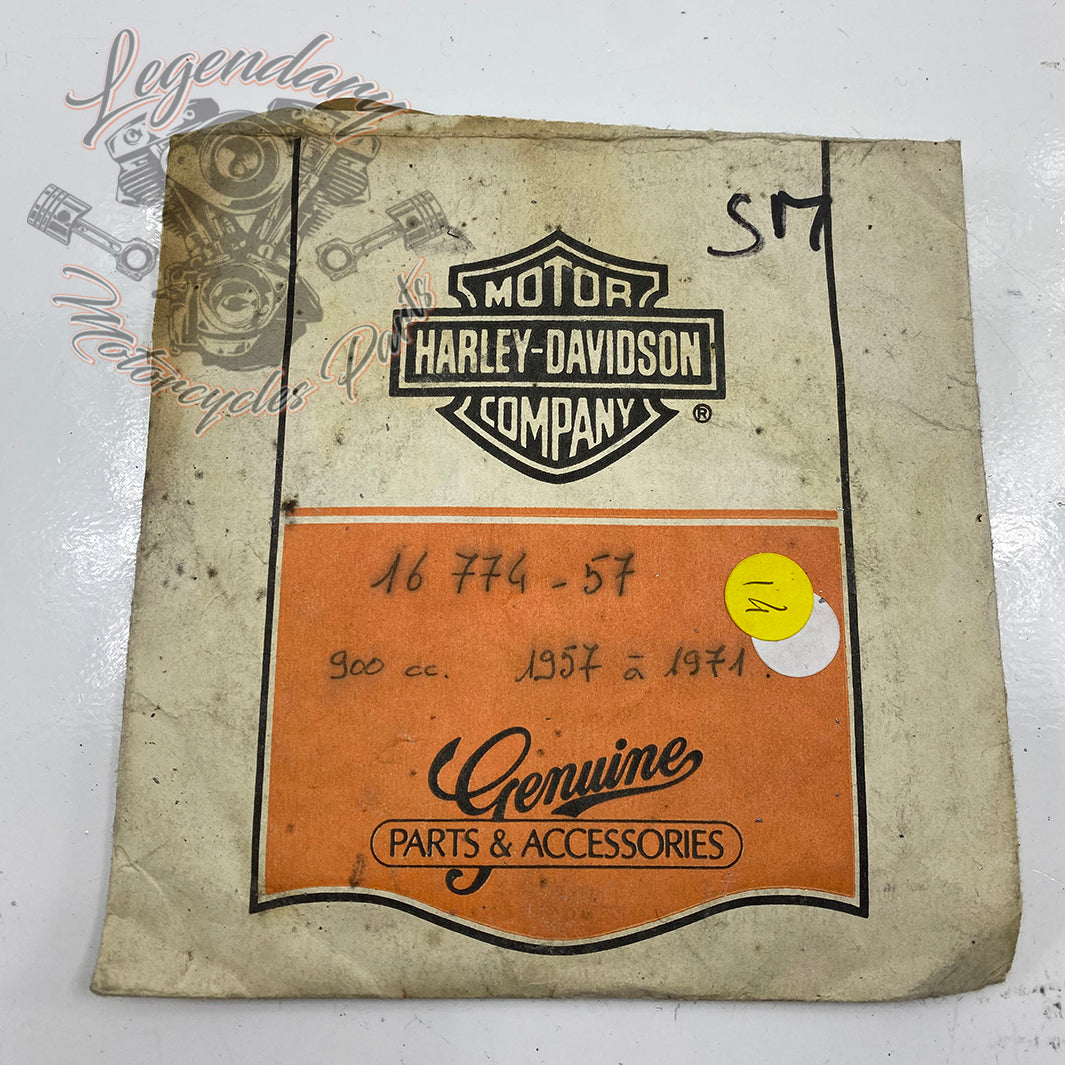 Legendary
Motorcycles Parts
SM
MOTOR
HARLEY-DAVIDSON
COMPANY
®
16 774 - 57
900 cc. 1957 à 1971.
Genuine
PARTS & ACCESSORIES